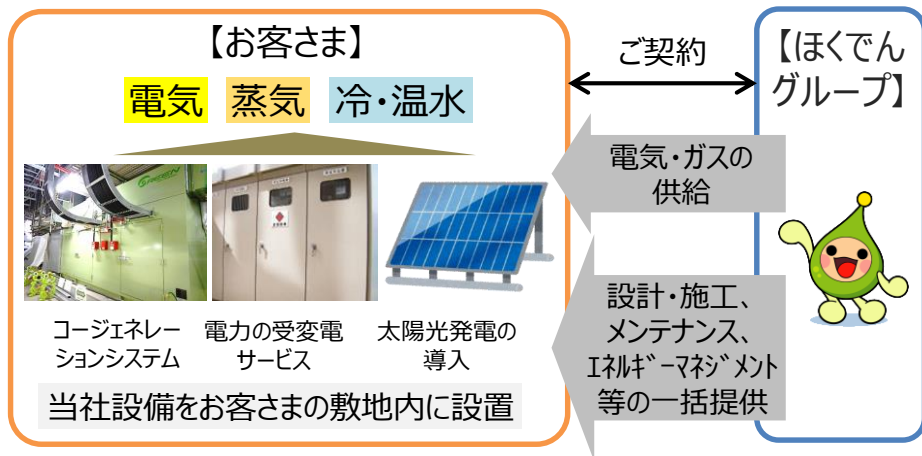 【お客さま】
電気 蒸気 冷・温水
コージェネレー
ションシステム
電力の受変電
サービス
太陽光発電の
導入
当社設備をお客さまの敷地内に設置
ご契約
電気・ガスの
供給
設計・施工、
メンテナンス、
ｴﾈﾙｷﾞｰﾏﾈｼﾞﾒﾝﾄ
等の一括提供
【ほくでん
グループ】